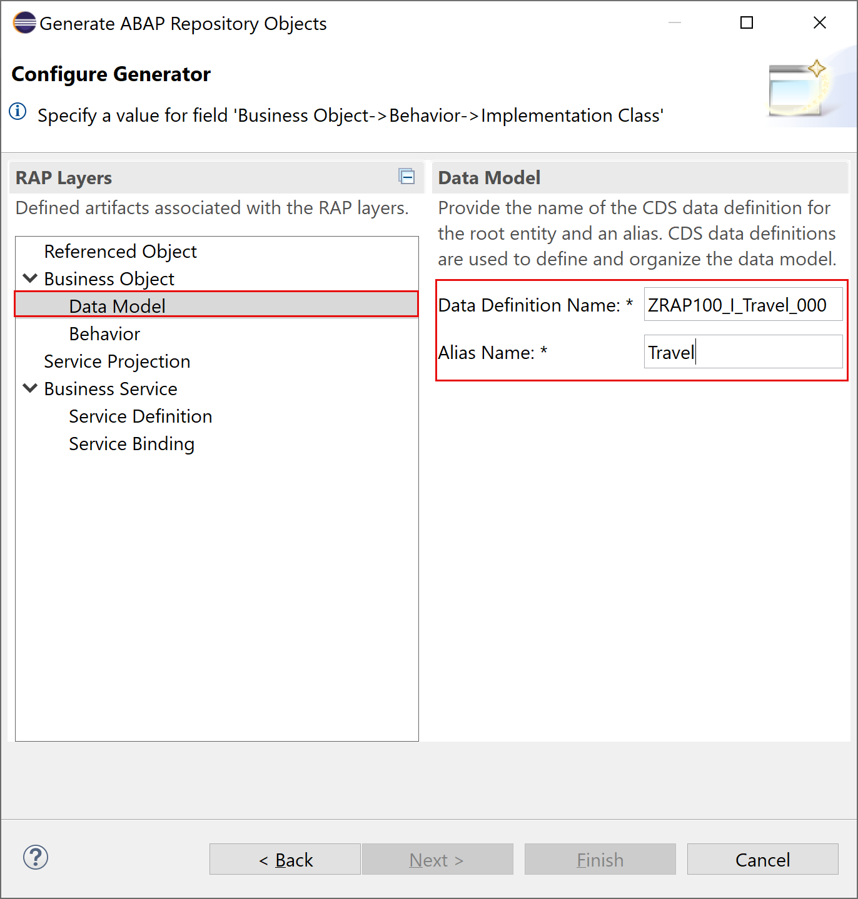 Generate ABAP Repository Objects
Configure Generator
Specify a value for field 'Business Object->Behavior->Implementation Class'
RAP Layers
Defined artifacts associated with the RAP layers.
Referenced Object
Business Object
Data Model
Behavior
Service Projection
Business Service
Service Definition
Service Binding
Data Model
Provide the name of the CDS data definition for
the root entity and an alias. CDS data definitions
are used to define and organize the data model.
Data Definition Name: * ZRAP100_I_Travel_000
Alias Name: * Travel
? < Back Next > Finish Cancel